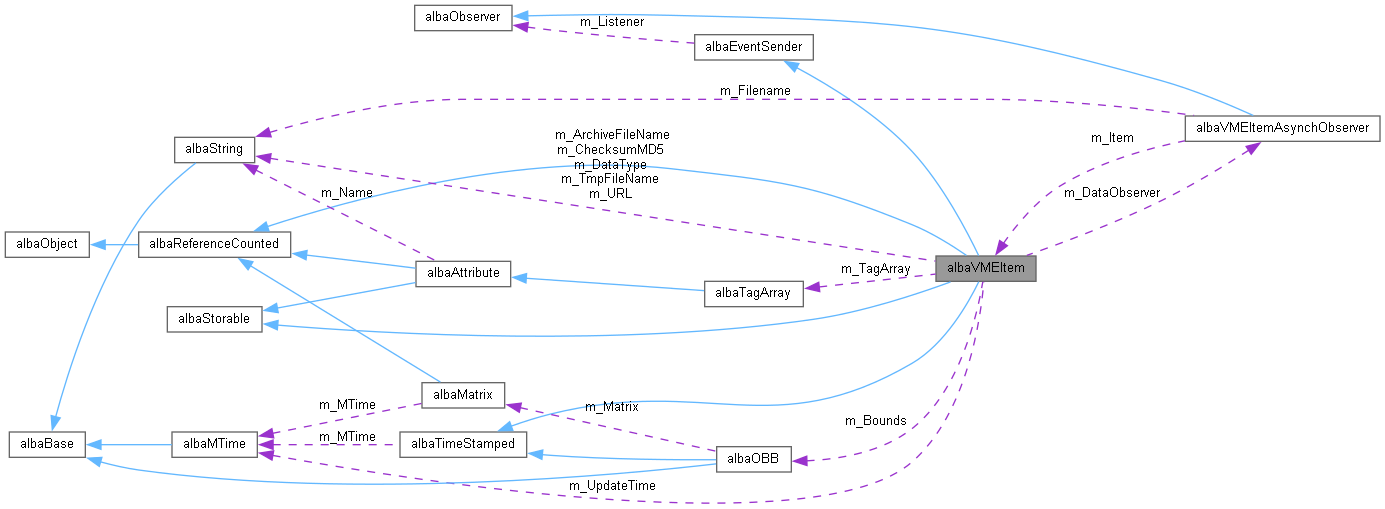 albaObserver
m_Listener
albaEventSender
m_Filename
albaVMEItemAsynchObserver
m_ArchiveFileName
m_ChecksumMD5
m_DataType
m_TmpFileName
m_URL
m_Item
albaString
m_Name
m_DataObserver
albaObject
albaReferenceCounted
albaAttribute
m_TagArray
albaVMEItem
albaTagArray
albaStorable
albaMatrix
m_MTime
m_Matrix
m_Bounds
albaBase
albaMTime
m_MTime
albaTimeStamped
albaOBB
m_UpdateTime